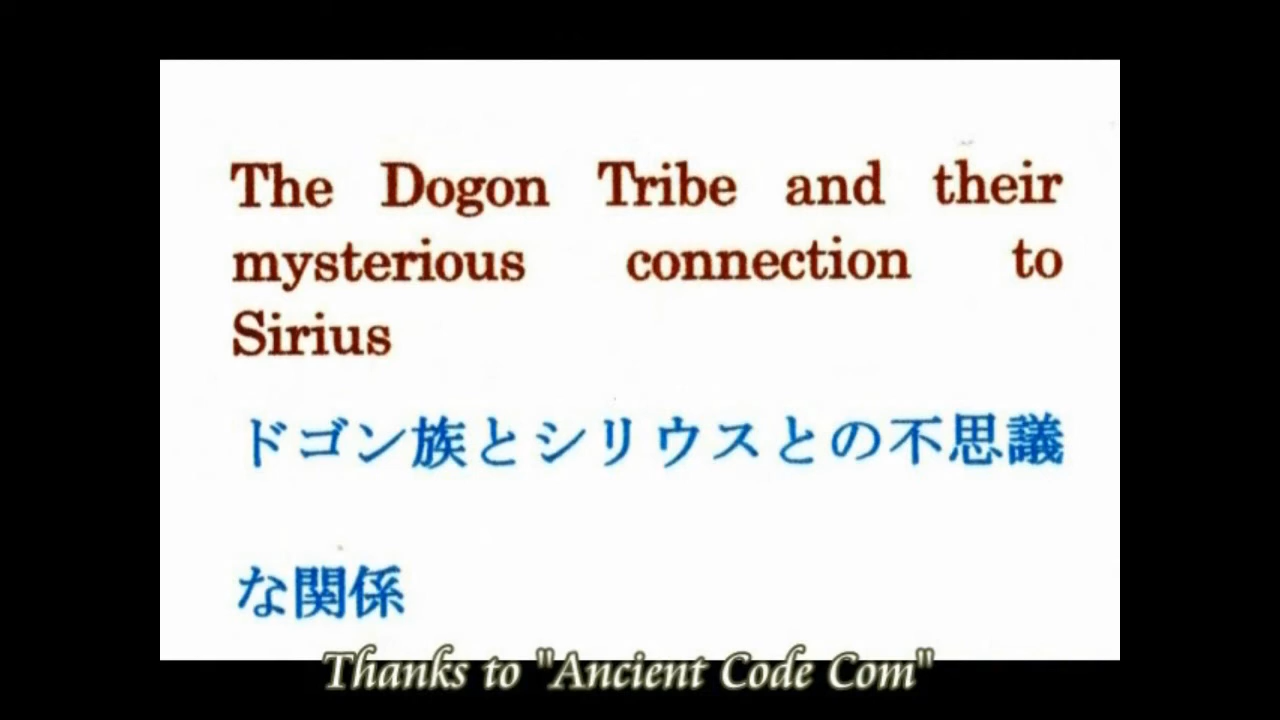 The Dogon Tribe and their
mysterious connection to
Sirius
ドゴン族とシリウスとの不思議
な関係
Thanks to "Ancient Code Com"